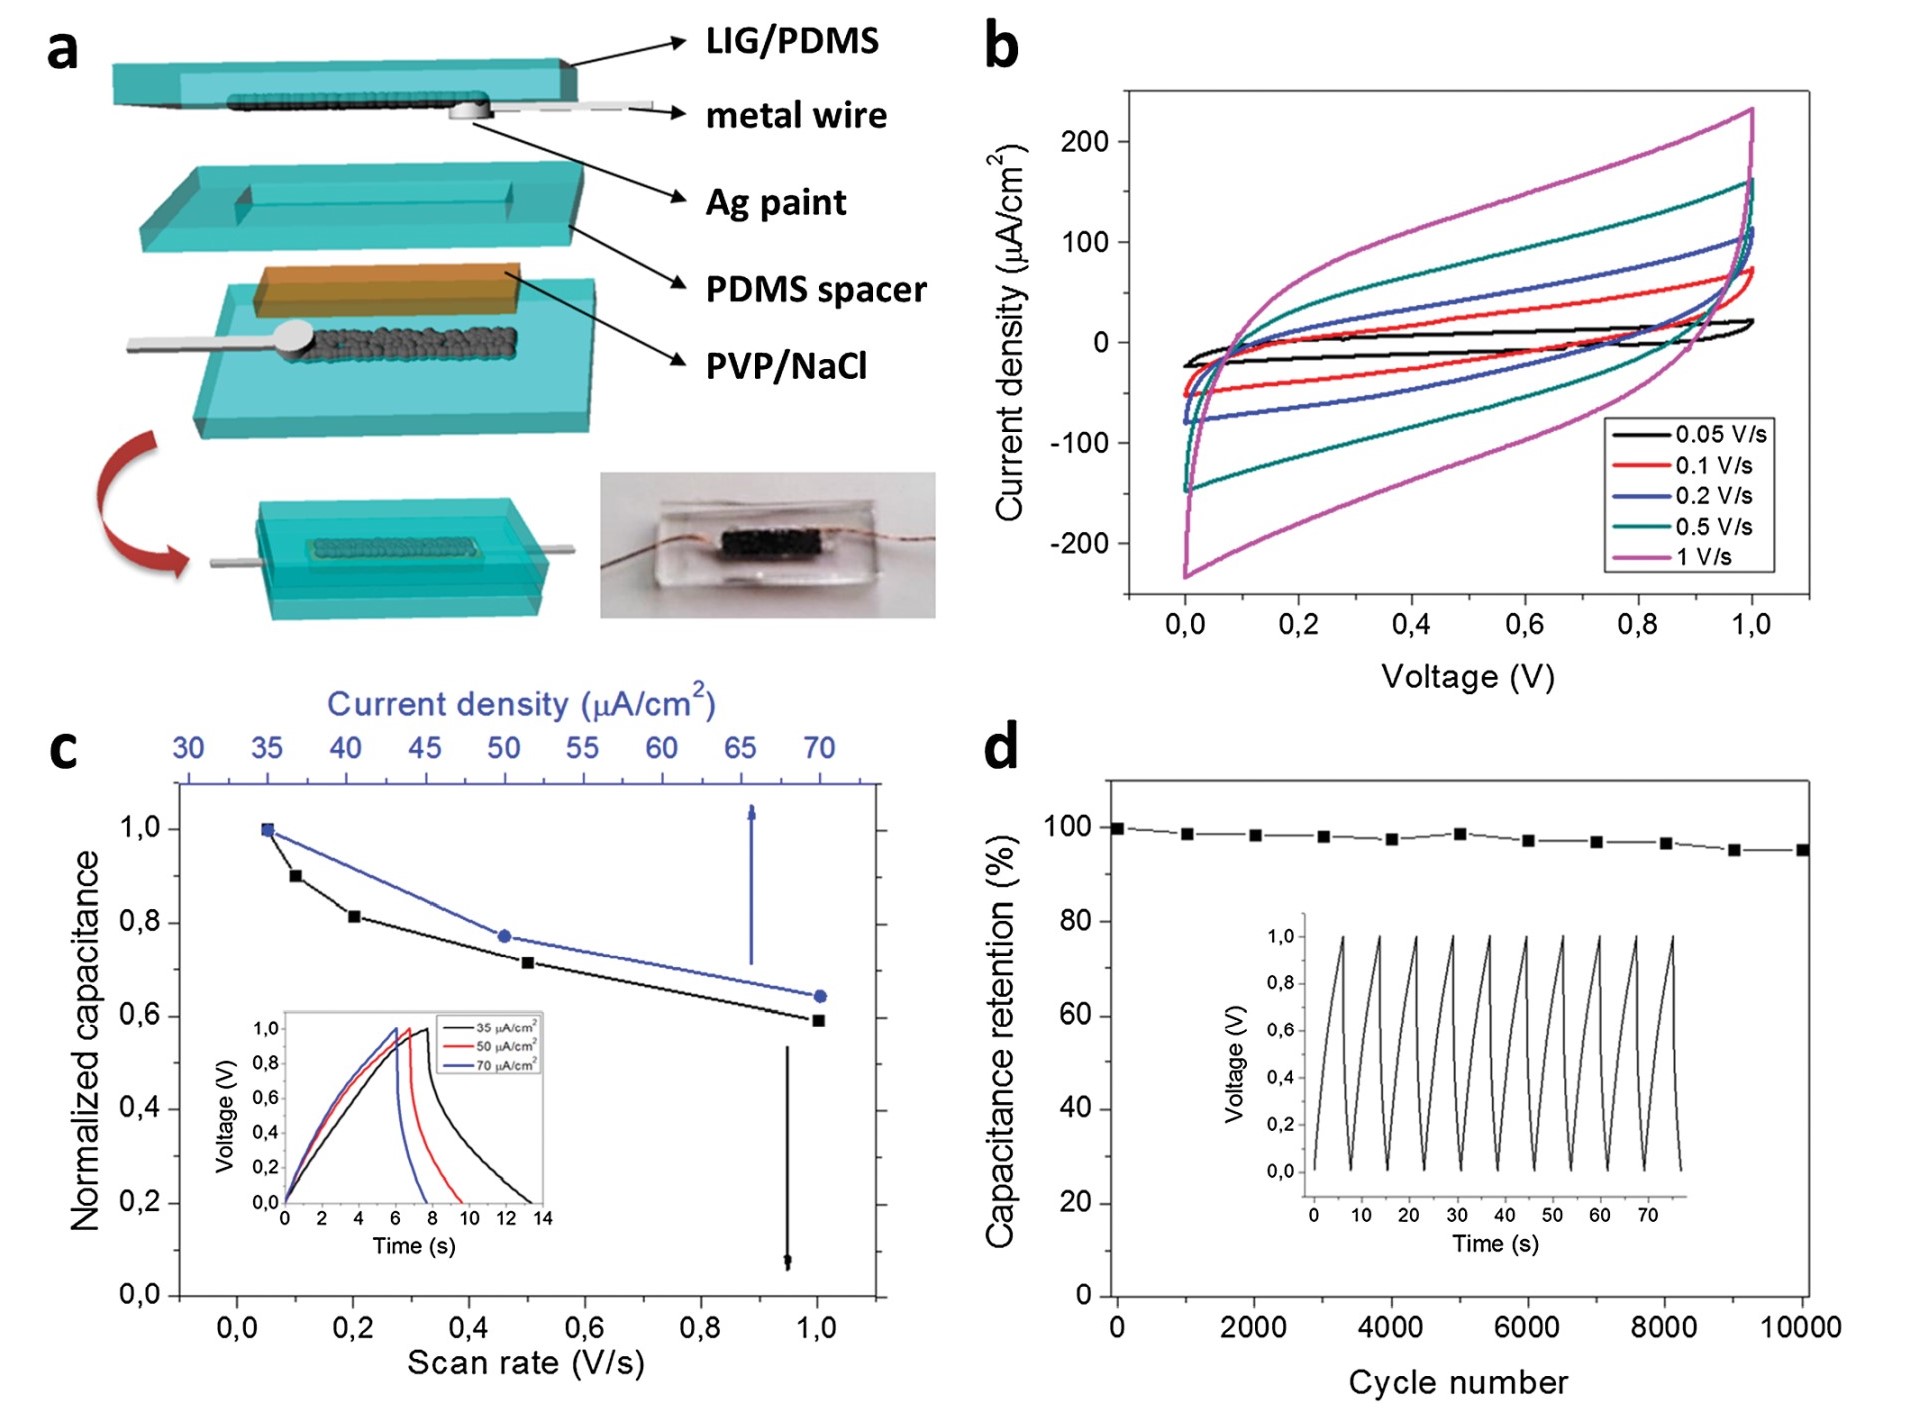 a
LIG/PDMS
metal wire
Ag paint
PDMS spacer
PVP/NaCl
b
Current density (μA/cm²)
200
100
0
-100
-200
0.05 V/s
0.1 V/s
0.2 V/s
0.5 V/s
1 V/s
0,0 0,2 0,4 0,6 0,8 1,0
Voltage (V)
c
Current density (μA/cm²)
30 35 40 45 50 55 60 65 70
Normalized capacitance
1,0
0,8
0,6
0,4
0,2
0,0
Voltage (V)
1,0
0,8
0,6
0,4
0,2
0,0
35 μA/cm²
50 μA/cm²
70 μA/cm²
0 2 4 6 8 10 12 14
Time (s)
0,0 0,2 0,4 0,6 0,8 1,0
Scan rate (V/s)
d
Capacitance retention (%)
100
80
60
40
20
0
Voltage (V)
1,0
0,8
0,6
0,4
0,2
0,0
0 10 20 30 40 50 60 70
Time (s)
0 2000 4000 6000 8000 10000
Cycle number